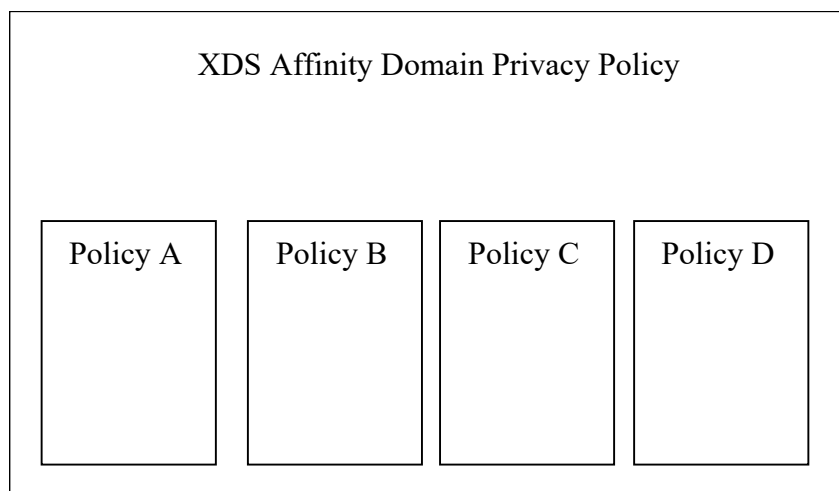 XDS Affinity Domain Privacy Policy
Policy A
Policy B
Policy C
Policy D